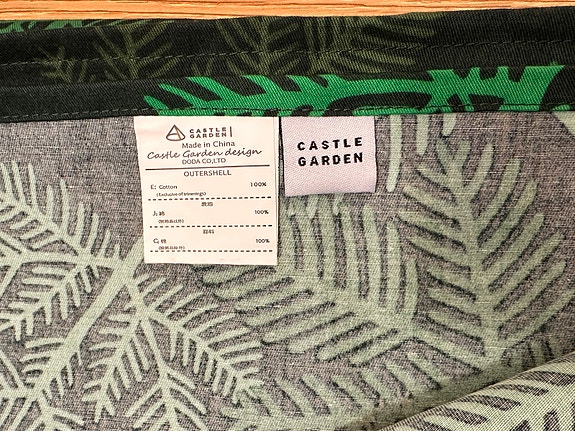 CASTLE
GARDEN
Made in China
Castle Garden design
DODA CO,LTD
OUTERSHELL
E: Cotton 100%
(Exclusive of trimmings)
J: 綿 100%
C: 100%
CASTLE
GARDEN